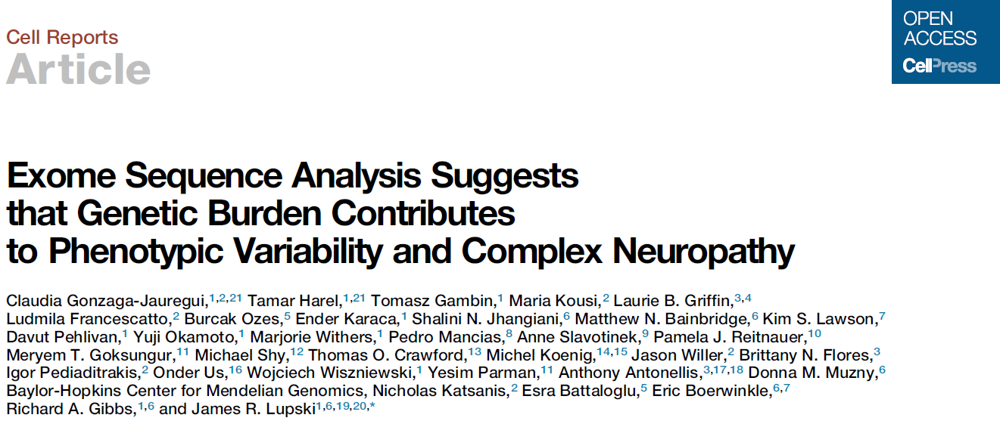 Cell Reports
Article
OPEN
ACCESS
CellPress
Exome Sequence Analysis Suggests
that Genetic Burden Contributes
to Phenotypic Variability and Complex Neuropathy
Claudia Gonzaga-Jauregui,1,2,21 Tamar Harel,1,21 Tomasz Gambin,1 Maria Kousi,2 Laurie B. Griffin,3,4
Ludmila Francescatto,2 Burcak Ozes,5 Ender Karaca,1 Shalini N. Jhangiani,6 Matthew N. Bainbridge,6 Kim S. Lawson,7
Davut Pehlivan,1 Yuji Okamoto,1 Marjorie Withers,1 Pedro Mancias,8 Anne Slavotinek,9 Pamela J. Reitnauer,10
Meryem T. Goksungur,11 Michael Shy,12 Thomas O. Crawford,13 Michel Koenig,14,15 Jason Willer,2 Brittany N. Flores,3
Igor Pediaditrakis,2 Onder Us,16 Wojciech Wiszniewski,1 Yesim Parman,11 Anthony Antonellis,3,17,18 Donna M. Muzny,6
Baylor-Hopkins Center for Mendelian Genomics, Nicholas Katsanis,2 Esra Battaloglu,5 Eric Boerwinkle,6,7
Richard A. Gibbs,1,6 and James R. Lupski1,6,19,20,*